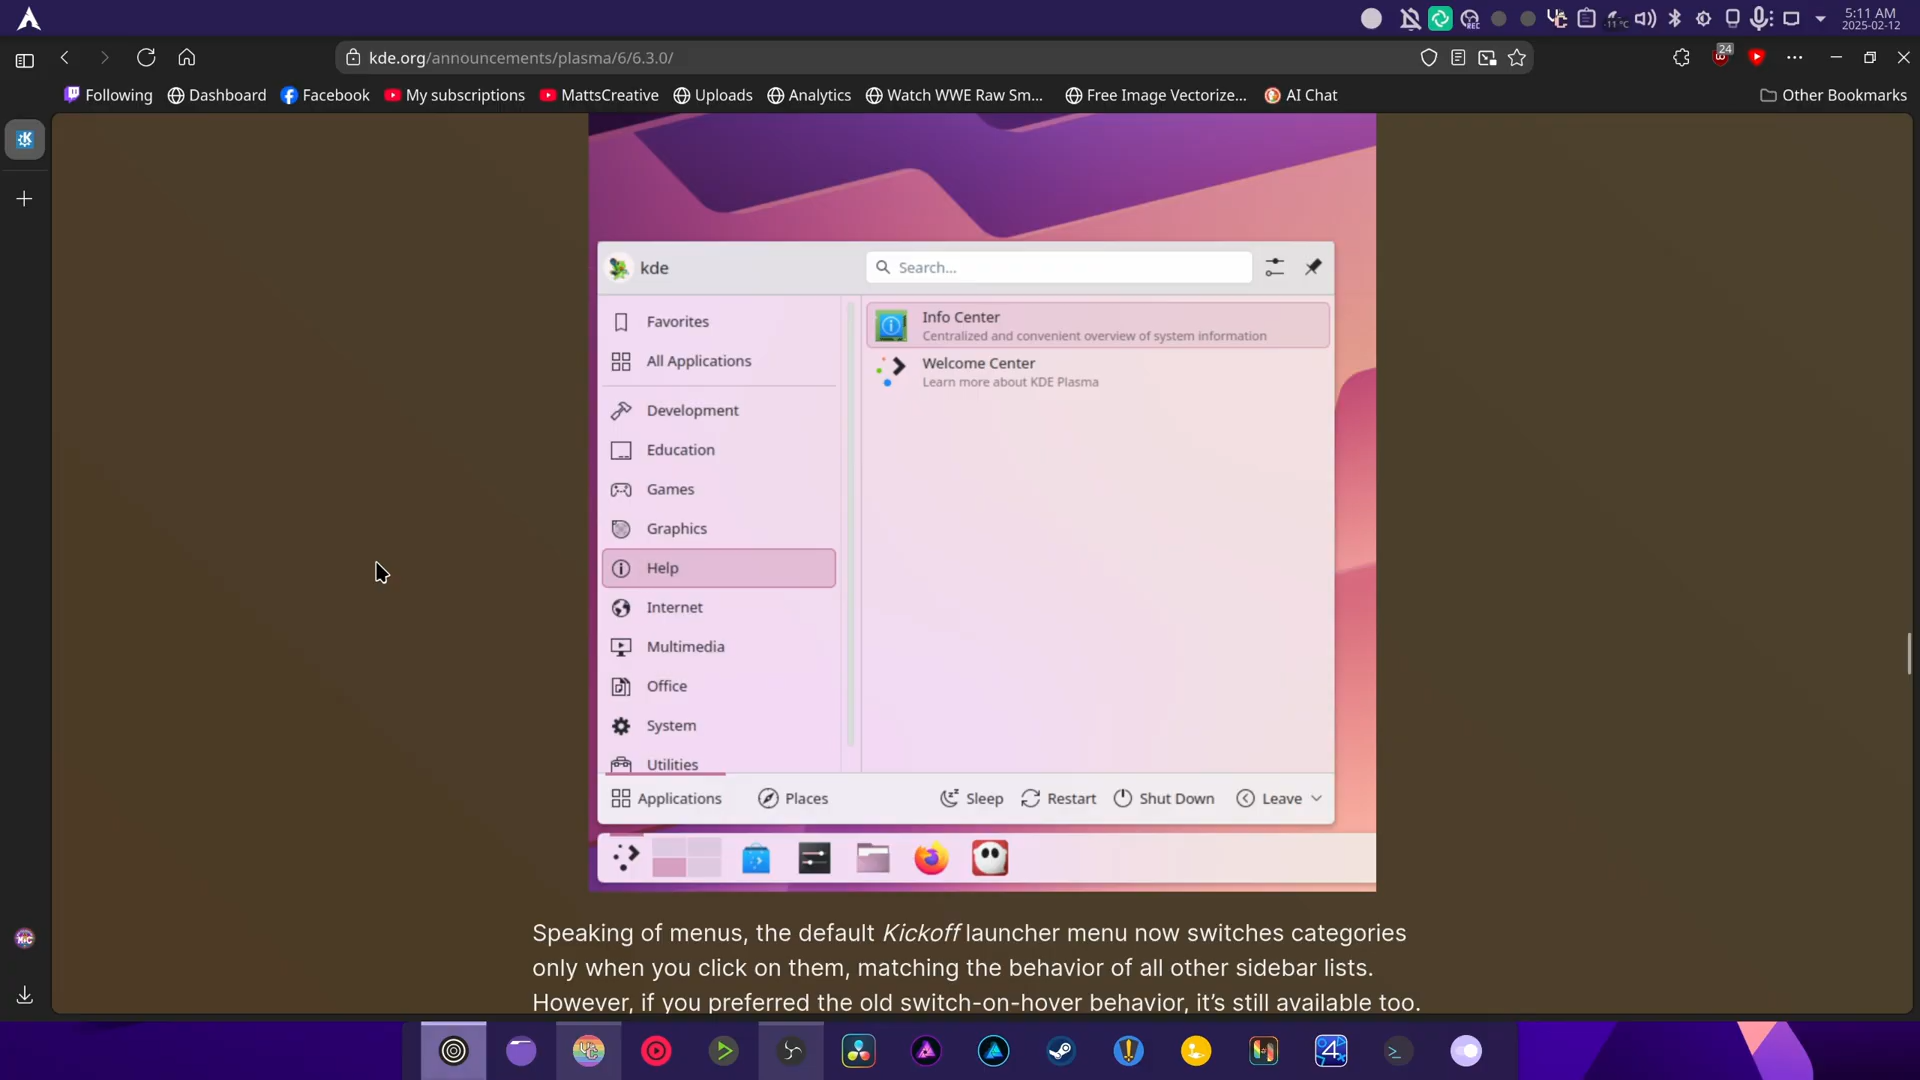 5:11 AM
2025-02-12
REC
-11°C
kde.org/announcements/plasma/6/6.3.0/
24
Following
Dashboard
Facebook
My subscriptions
MattsCreative
Uploads
Analytics
Watch WWE Raw Sm...
Free Image Vectorize...
AI Chat
Other Bookmarks
kde
Search...
Favorites
All Applications
Development
Education
Games
Graphics
Help
Internet
Multimedia
Office
System
Utilities
Info Center
Centralized and convenient overview of system information
Welcome Center
Learn more about KDE Plasma
Applications
Places
Sleep
Restart
Shut Down
Leave
Speaking of menus, the default Kickoff launcher menu now switches categories
only when you click on them, matching the behavior of all other sidebar lists.
However, if you preferred the old switch-on-hover behavior, it’s still available too.